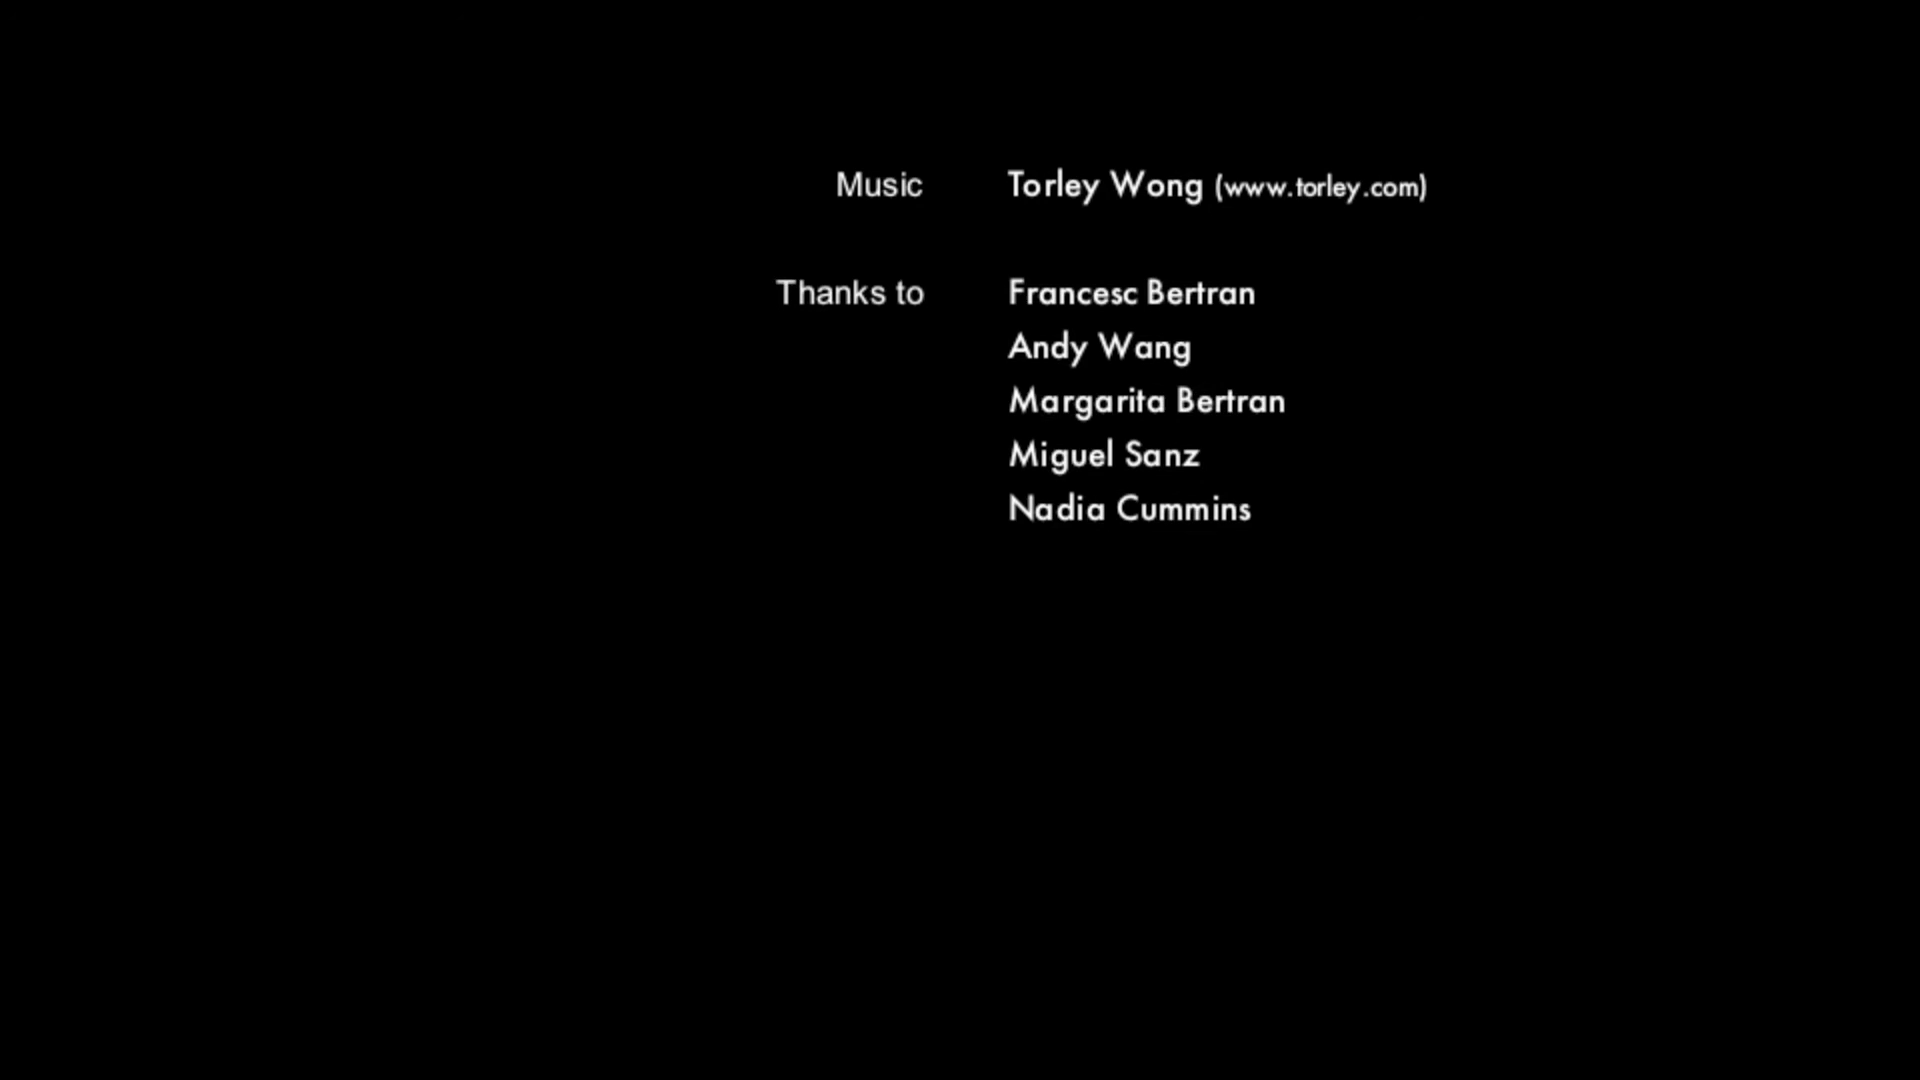 Music Torley Wong (www.torley.com)
Thanks to Francesc Bertran
Andy Wang
Margarita Bertran
Miguel Sanz
Nadia Cummins